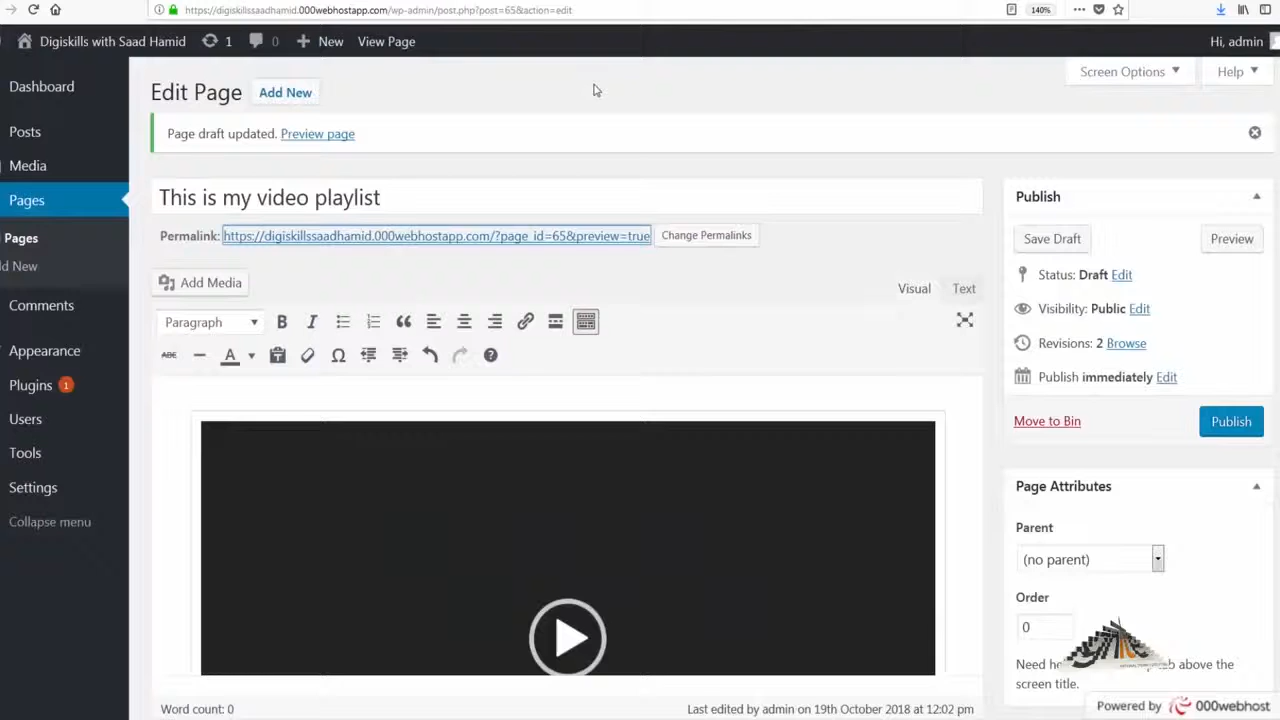 https://digiskillssaadhamid.000webhostapp.com/wp-admin/post.php?post=65&action=edit
140%
Digiskills with Saad Hamid
1
0
New
View Page
Hi, admin
Dashboard
Posts
Media
Pages
Pages
dd New
Comments
Appearance
Plugins 1
Users
Tools
Settings
Collapse menu
Screen Options
Help
Edit Page
Add New
Page draft updated. Preview page
This is my video playlist
Permalink: https://digiskillssaadhamid.000webhostapp.com/?page_id=65&preview=true
Change Permalinks
Add Media
Visual
Text
Paragraph
B
I
ABC
A
Ω
Word count: 0
Last edited by admin on 19th October 2018 at 12:02 pm
Publish
Save Draft
Preview
Status: Draft Edit
Visibility: Public Edit
Revisions: 2 Browse
Publish immediately Edit
Move to Bin
Publish
Page Attributes
Parent
(no parent)
Order
0
Need he
above the
screen title.
Powered by 000webhost